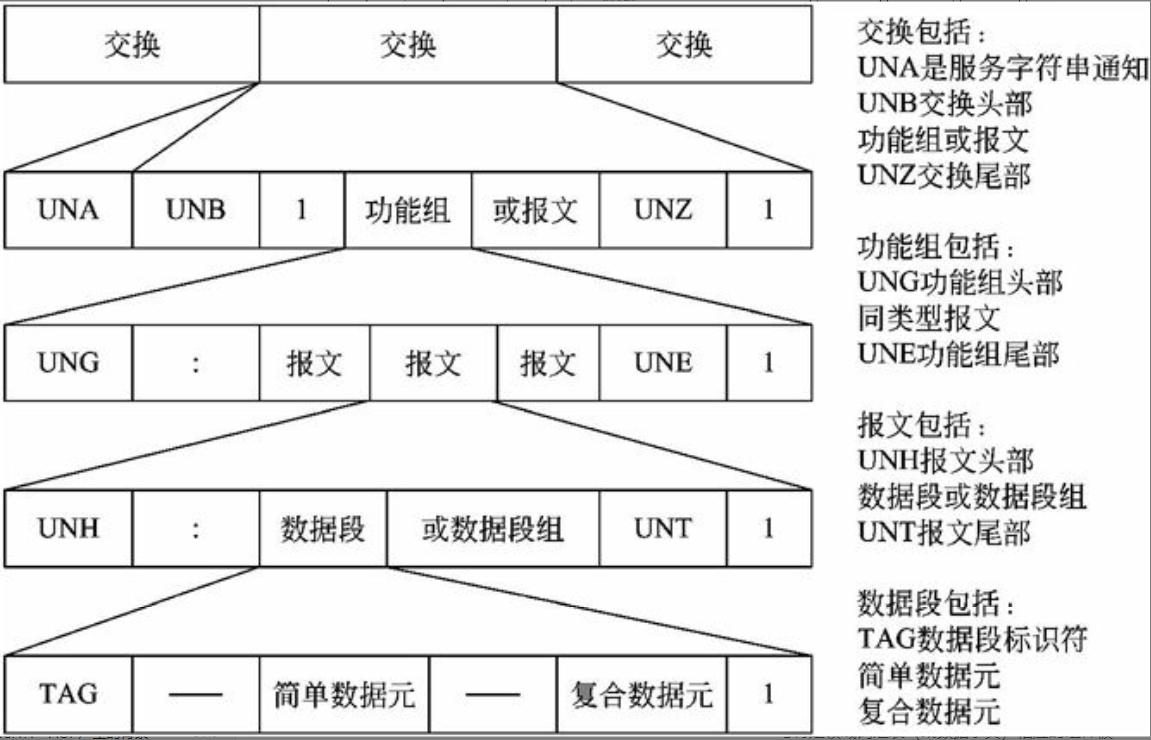 交换 交换 交换
UNA UNB 1 功能组 或报文 UNZ 1
UNG : 报文 报文 报文 UNE 1
UNH : 数据段 或数据段组 UNT 1
TAG — 简单数据元 — 复合数据元 1
交换包括：
UNA是服务字符串通知
UNB交换头部
功能组或报文
UNZ交换尾部
功能组包括：
UNG功能组头部
同类型报文
UNE功能组尾部
报文包括：
UNH报文头部
数据段或数据段组
UNT报文尾部
数据段包括：
TAG数据段标识符
简单数据元
复合数据元